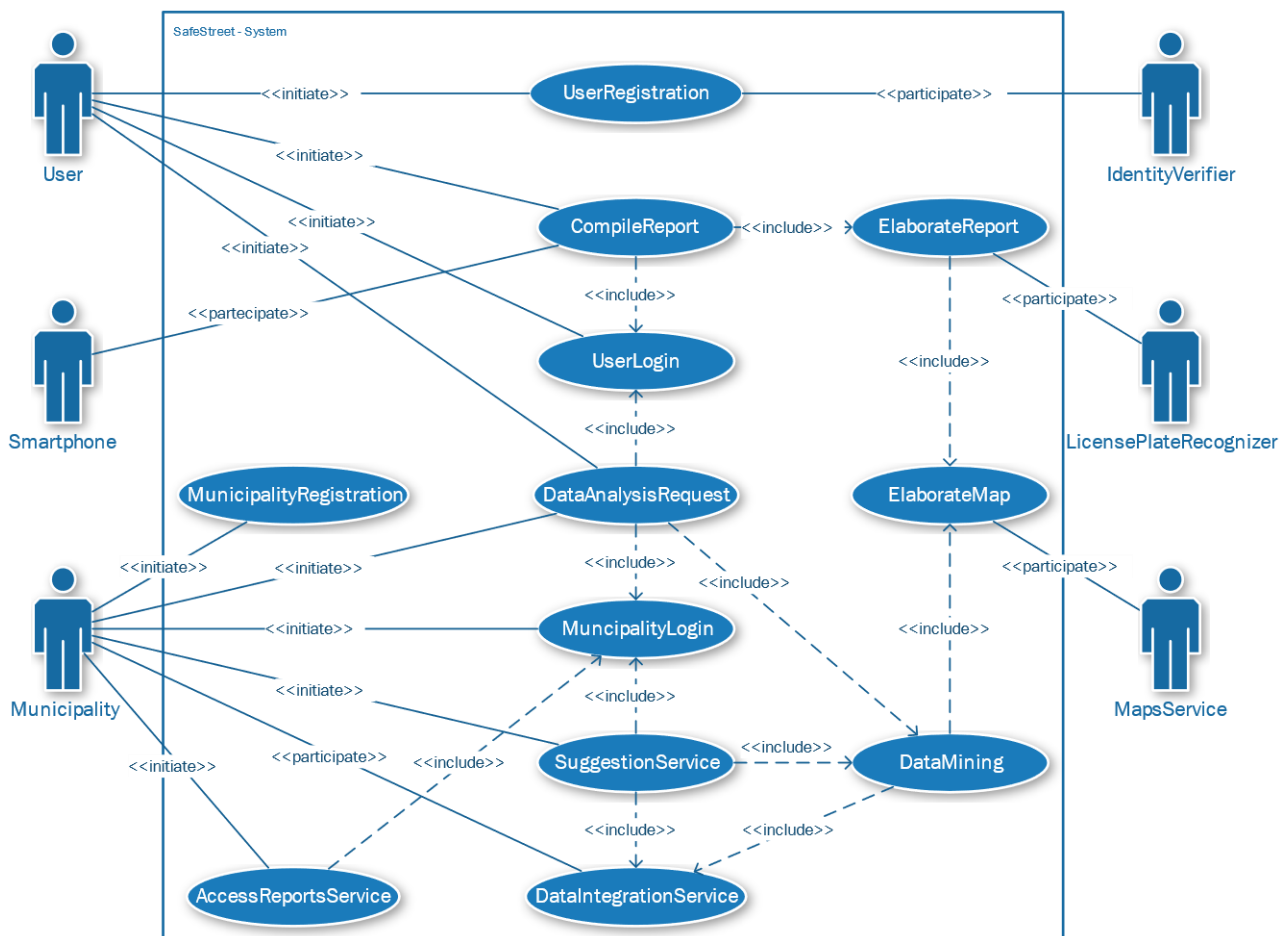 SafeStreet - System
<<initiate>>
UserRegistration
<<participate>>
<<initiate>>
User
IdentityVerifier
<<initiate>>
CompileReport
<<include>>
ElaborateReport
<<initiate>>
<<include>>
<<participate>>
<<partecipate>>
UserLogin
<<include>>
Smartphone
<<include>>
LicensePlateRecognizer
MunicipalityRegistration
DataAnalysisRequest
ElaborateMap
<<initiate>>
<<initiate>>
<<include>>
<<include>>
<<participate>>
<<initiate>>
MuncipalityLogin
<<include>>
<<initiate>>
<<include>>
Municipality
MapsService
<<initiate>>
<<participate>>
<<include>>
SuggestionService
<<include>>
DataMining
<<include>>
<<include>>
AccessReportsService
DataIntegrationService